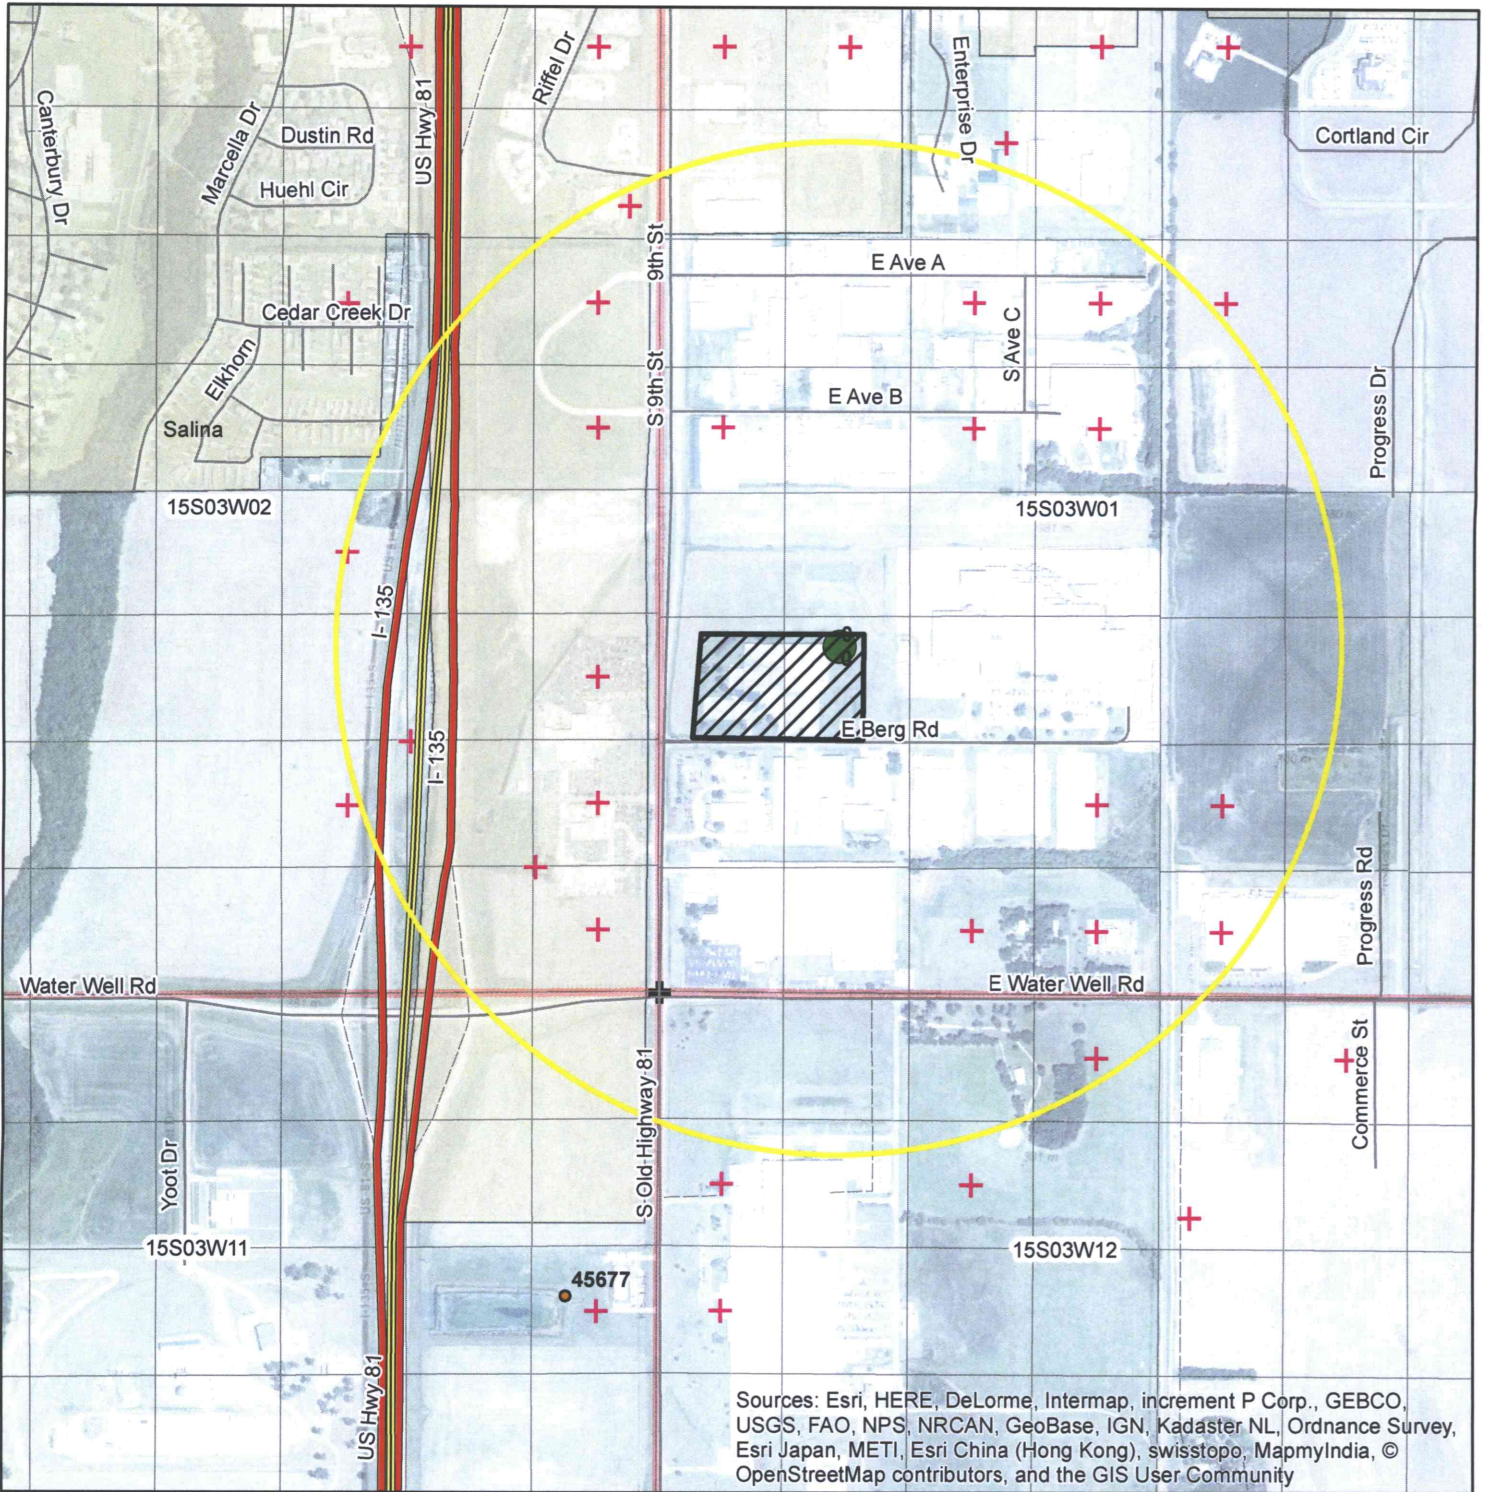 Canterbury Dr
Marcella Dr
Dustin Rd
Huehl Cir
US Hwy 81
Riffel Dr
Enterprise Dr
Cortland Cir
9th St
E Ave A
Cedar Creek Dr
S Ave C
Elkhorn
S 9th St
E Ave B
Salina
Progress Dr
15S03W02
15S03W01
I- 135
I- 135
E Berg Rd
Progress Rd
Water Well Rd
E Water Well Rd
Commerce St
S Old Highway 81
Yoot Dr
15S03W11
15S03W12
45677
US Hwy 81
Sources: Esri, HERE, DeLorme, Intermap, increment P Corp., GEBCO,
USGS, FAO, NPS, NRCAN, GeoBase, IGN, Kadaster NL, Ordnance Survey,
Esri Japan, METI, Esri China (Hong Kong), swisstopo, MapmyIndia, ©
OpenStreetMap contributors, and the GIS User Community